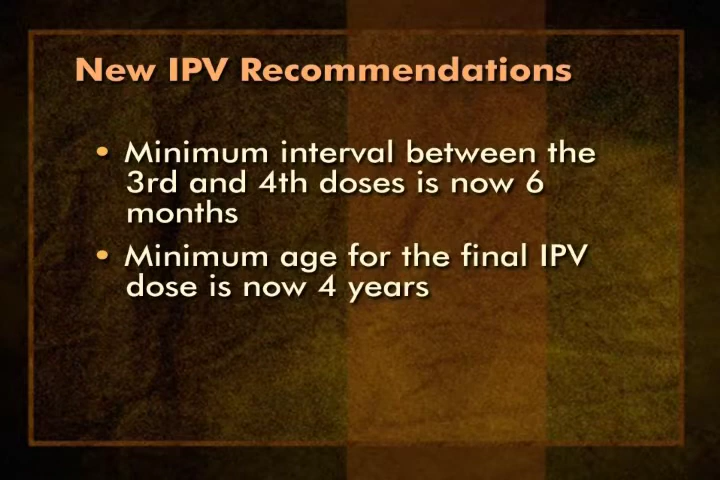 New IPV Recommendations
• Minimum interval between the
3rd and 4th doses is now 6
months
• Minimum age for the final IPV
dose is now 4 years